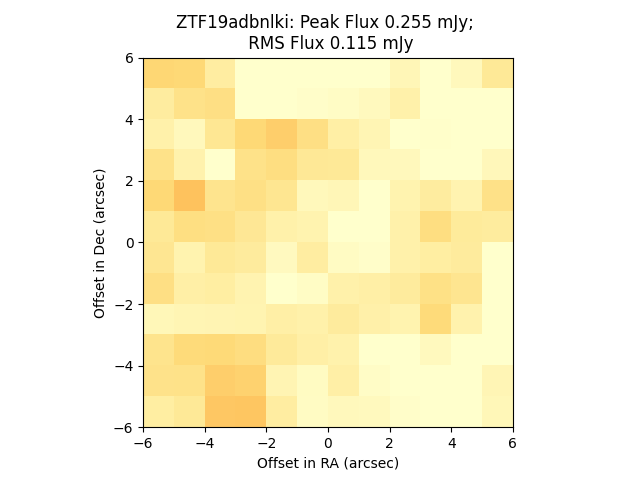 ZTF19adbnlki: Peak Flux 0.255 mJy;
RMS Flux 0.115 mJy
6
4
2
0
−2
−4
−6
Offset in Dec (arcsec)
−6 −4 −2 0 2 4 6
Offset in RA (arcsec)